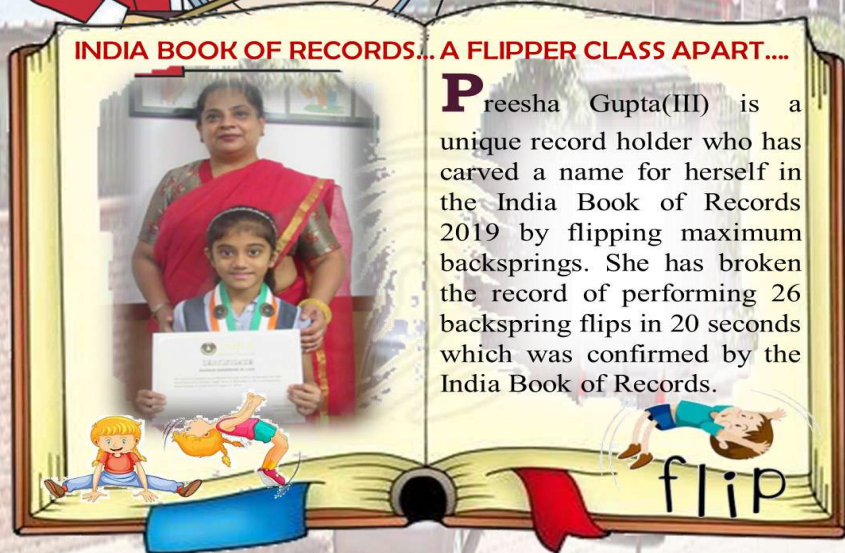 INDIA BOOK OF RECORDS... A FLIPPER CLASS APART....
Preesha Gupta(III) is a
unique record holder who has
carved a name for herself in
the India Book of Records
2019 by flipping maximum
backsprings. She has broken
the record of performing 26
backspring flips in 20 seconds
which was confirmed by the
India Book of Records.
CERTIFICATE
flip